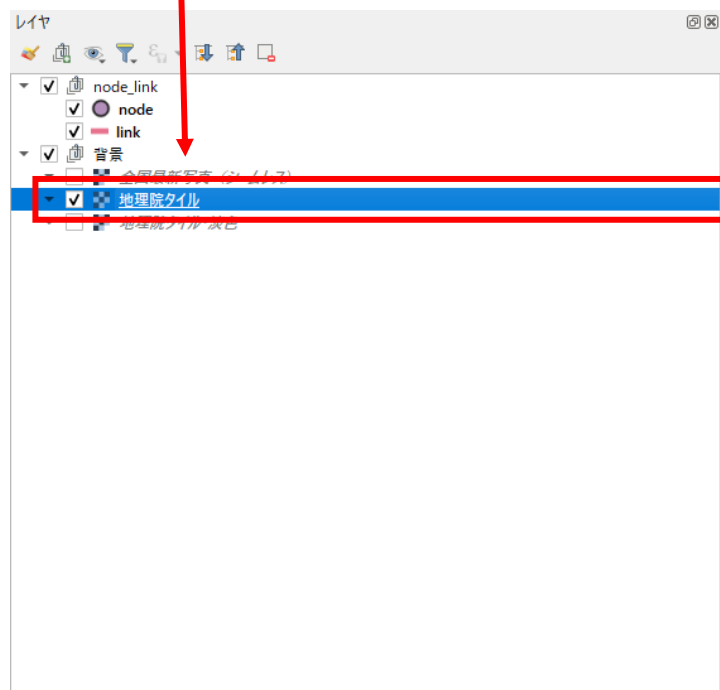 レイヤ
node_link
node
link
背景
全国最新写真（シームレス）
地理院タイル
地理院タイル 淡色